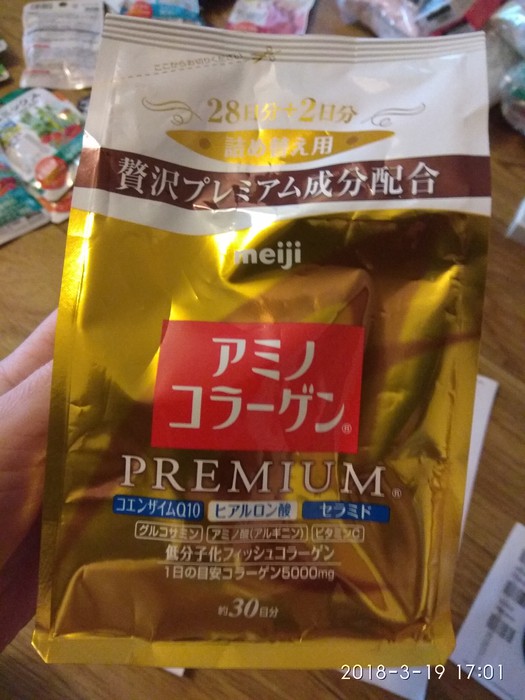 28日分+2日分
詰め替え用
贅沢プレミアム成分配合
meiji
アミノ
コラーゲン®
PREMIUM®
コエンザイムQ10 ヒアルロン酸 セラミド
グルコサミン アミノ酸(アルギニン) ビタミンC
低分子化フィッシュコラーゲン
1日の目安コラーゲン5000mg
約30日分
2018-3-19 17:01